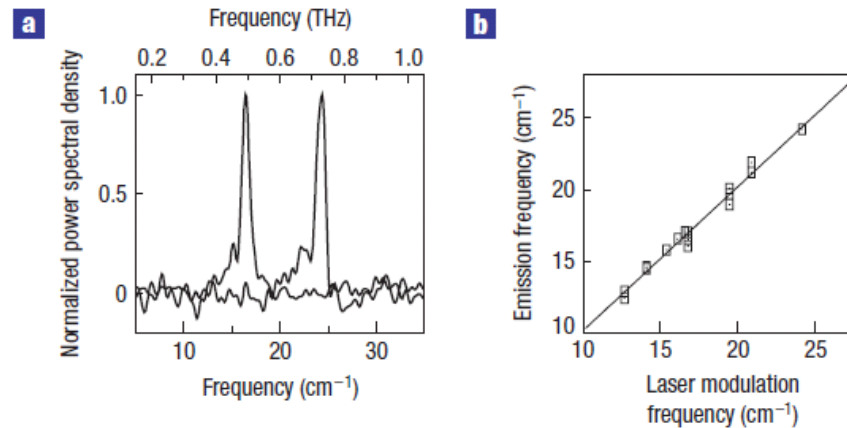 a
Frequency (THz)
0.2 0.4 0.6 0.8 1.0
Normalized power spectral density
1.0
0.5
0
10 20 30
Frequency (cm⁻¹)
b
Emission frequency (cm⁻¹)
25
20
15
10
10 15 20 25
Laser modulation
frequency (cm⁻¹)